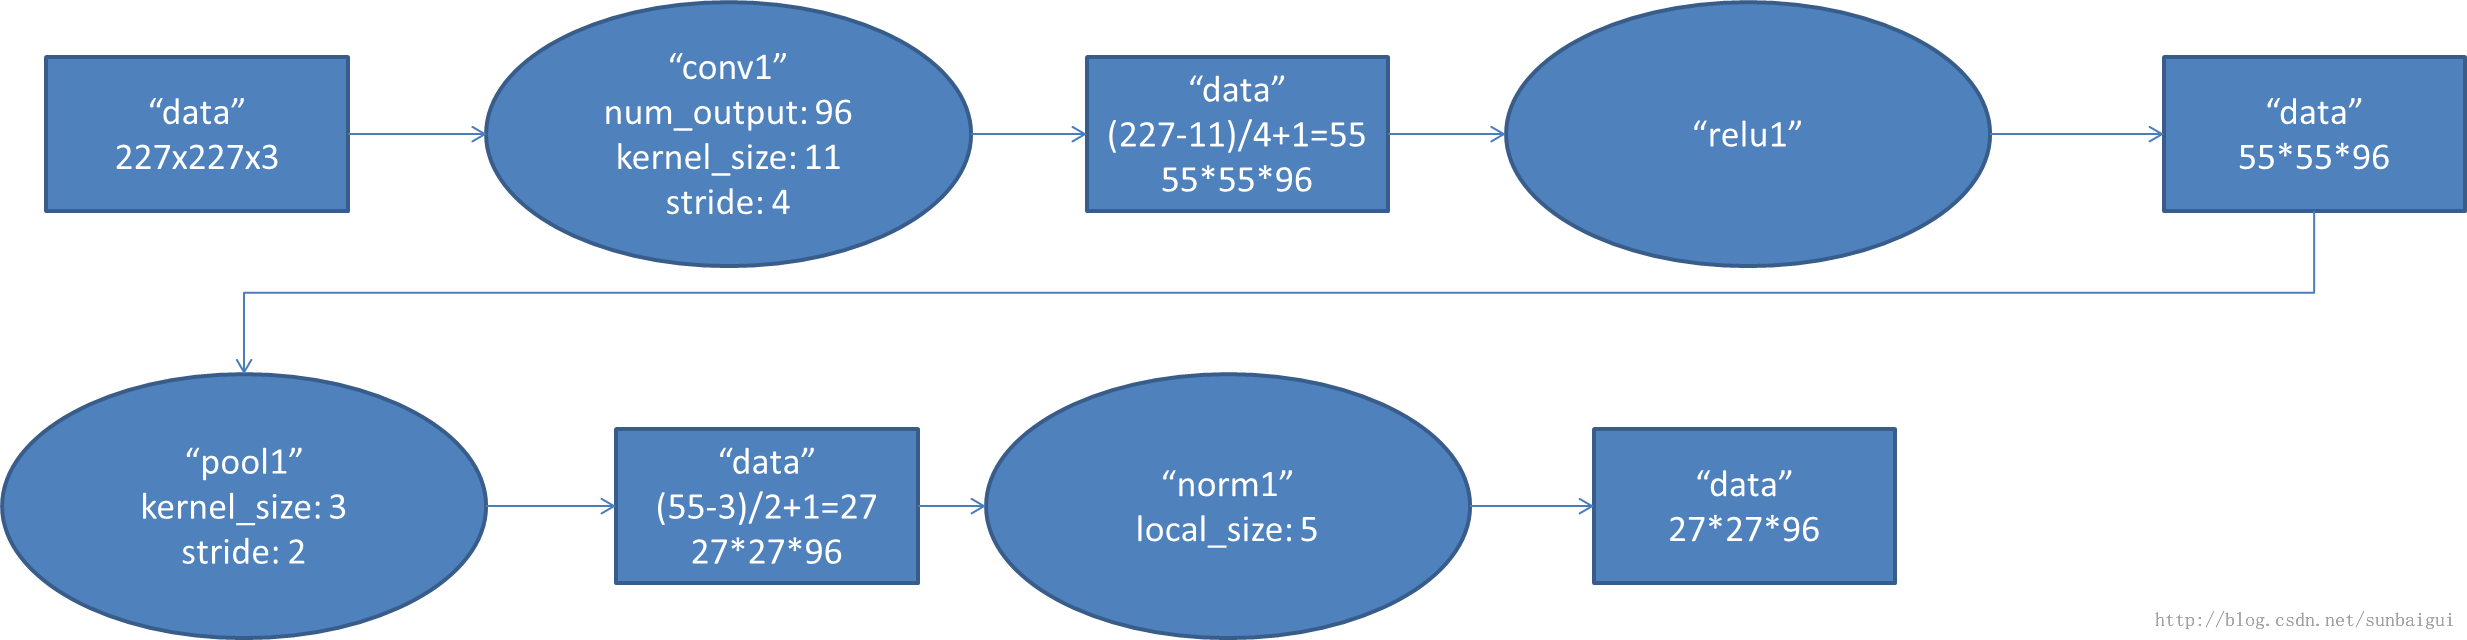 “data”
227x227x3
“conv1”
num_output: 96
kernel_size: 11
stride: 4
“data”
(227-11)/4+1=55
55*55*96
“relu1”
“data”
55*55*96
“pool1”
kernel_size: 3
stride: 2
“data”
(55-3)/2+1=27
27*27*96
“norm1”
local_size: 5
“data”
27*27*96
http://blog.csdn.net/sunbaigui